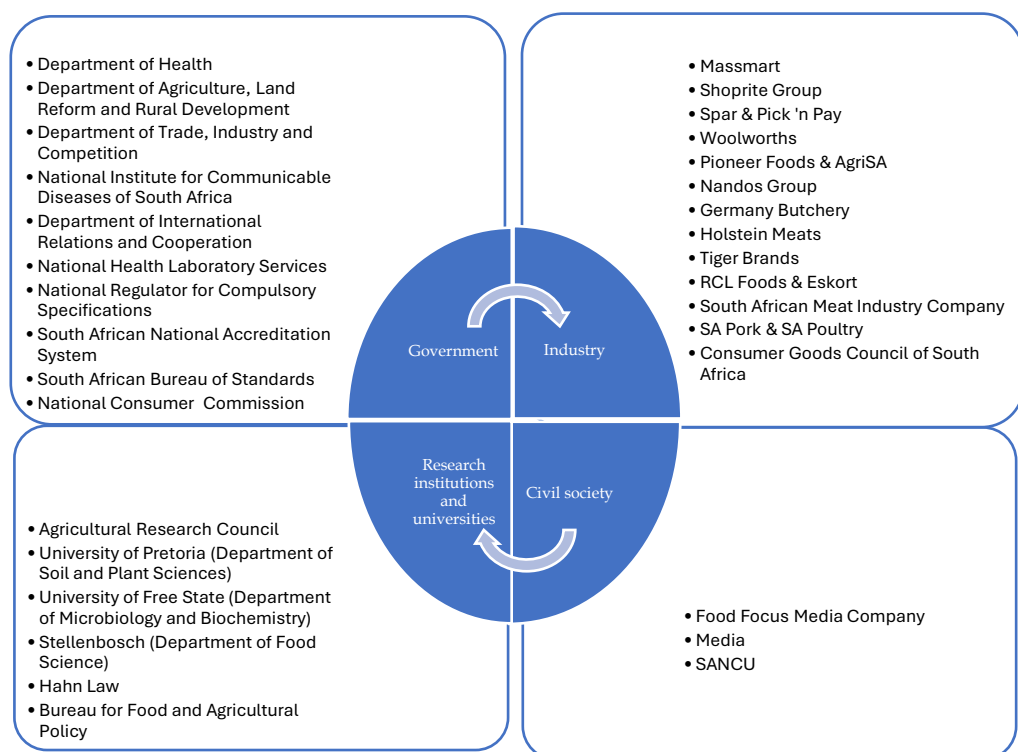 • Department of Health
• Department of Agriculture, Land
Reform and Rural Development
• Department of Trade, Industry and
Competition
• National Institute for Communicable
Diseases of South Africa
• Department of International
Relations and Cooperation
• National Health Laboratory Services
• National Regulator for Compulsory
Specifications
• South African National Accreditation
System
• South African Bureau of Standards
• National Consumer  Commission
• Massmart
• Shoprite Group
• Spar & Pick 'n Pay
• Woolworths
• Pioneer Foods & AgriSA
• Nandos Group
• Germany Butchery
• Holstein Meats
• Tiger Brands
• RCL Foods & Eskort
• South African Meat Industry Company
• SA Pork & SA Poultry
• Consumer Goods Council of South
Africa
Government
Industry
Research
institutions
and
universities
Civil society
• Agricultural Research Council
• University of Pretoria (Department of
Soil and Plant Sciences)
• University of Free State (Department
of Microbiology and Biochemistry)
• Stellenbosch (Department of Food
Science)
• Hahn Law
• Bureau for Food and Agricultural
Policy
• Food Focus Media Company
• Media
• SANCU